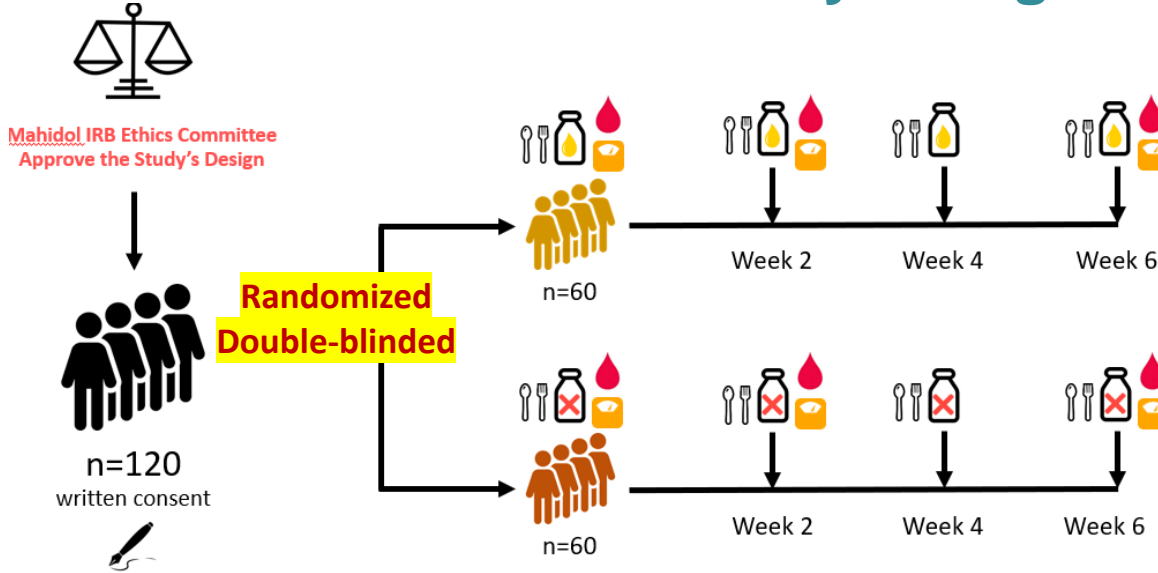 Mahidol IRB Ethics Committee
Approve the Study's Design
n=120
written consent
Randomized
Double-blinded
n=60
Week 2
Week 4
Week 6
n=60
Week 2
Week 4
Week 6